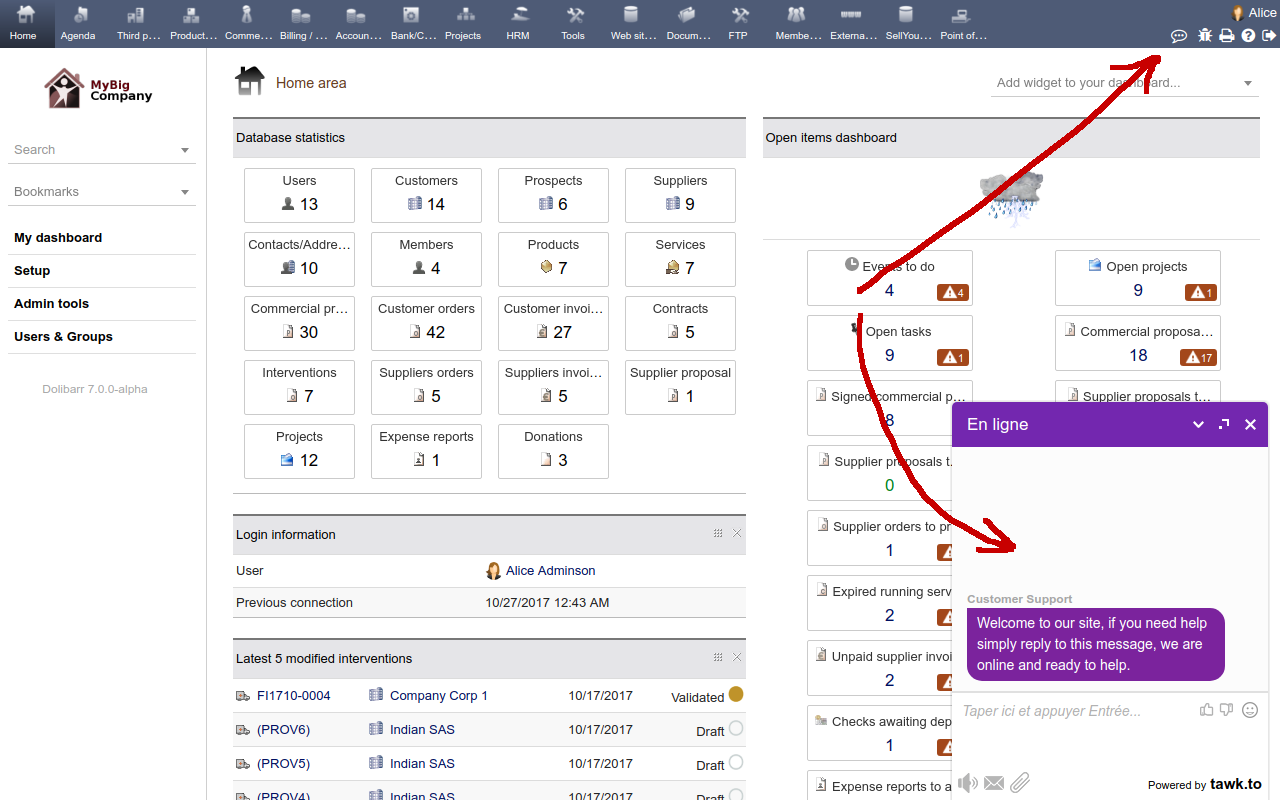 Home
Agenda
Third p…
Product…
Comme…
Billing / …
Accoun…
Bank/C…
Projects
HRM
Tools
Web sit…
Docum…
FTP
Membe…
Externa…
SellYou…
Point of…
Alice
MyBig
Company
Search
Bookmarks
My dashboard
Setup
Admin tools
Users & Groups
Dolibarr 7.0.0-alpha
Home area
Add widget to your dashboard...
Database statistics
Users
13
Customers
14
Prospects
6
Suppliers
9
Contacts/Addre…
10
Members
4
Products
7
Services
7
Commercial pr…
30
Customer orders
42
Customer invoi…
27
Contracts
5
Interventions
7
Suppliers orders
5
Suppliers invoi…
5
Supplier proposal
1
Projects
12
Expense reports
1
Donations
3
Login information
User Alice Adminson
Previous connection 10/27/2017 12:43 AM
Latest 5 modified interventions
FI1710-0004 Company Corp 1 10/17/2017 Validated
(PROV6) Indian SAS 10/17/2017 Draft
(PROV5) Indian SAS 10/17/2017 Draft
(PROV4) Indian SAS 10/17/2017 Draft
Open items dashboard
Events to do
4 4
Open projects
9 1
Open tasks
9 1
Commercial proposa…
18 17
Signed commercial p…
8
Supplier proposals t…
Supplier proposals t…
0
Supplier orders to pr
1
Expired running serv
2
Unpaid supplier invoi
2
Checks awaiting dep
1
Expense reports to a
En ligne
Customer Support
Welcome to our site, if you need help
simply reply to this message, we are
online and ready to help.
Taper ici et appuyer Entrée...
Powered by tawk.to